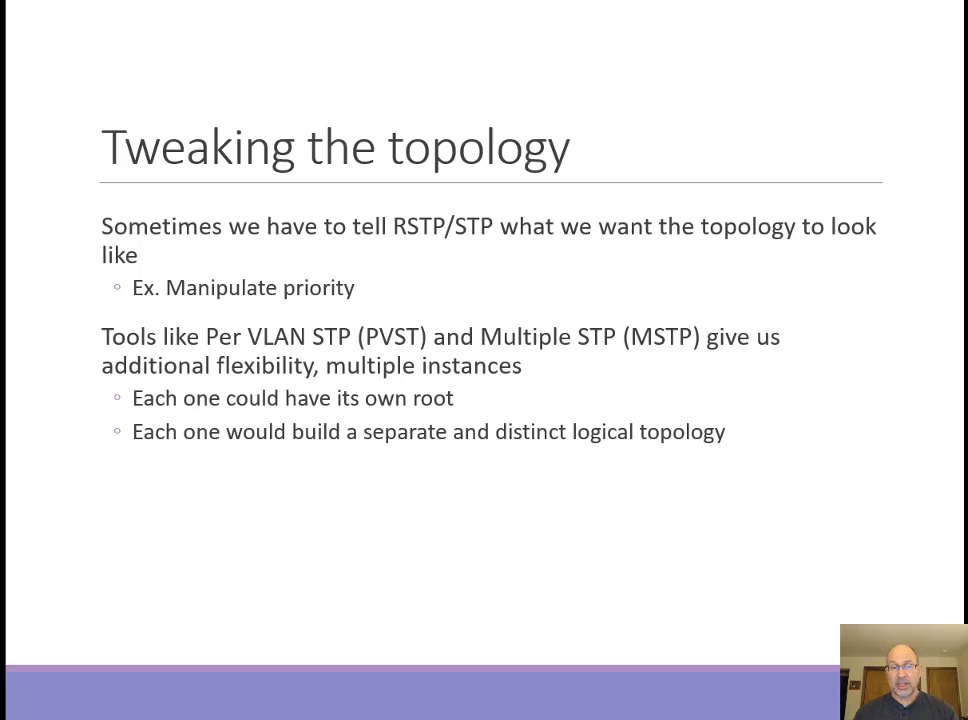 Tweaking the topology
Sometimes we have to tell RSTP/STP what we want the topology to look
like
◦ Ex. Manipulate priority
Tools like Per VLAN STP (PVST) and Multiple STP (MSTP) give us
additional flexibility, multiple instances
◦ Each one could have its own root
◦ Each one would build a separate and distinct logical topology